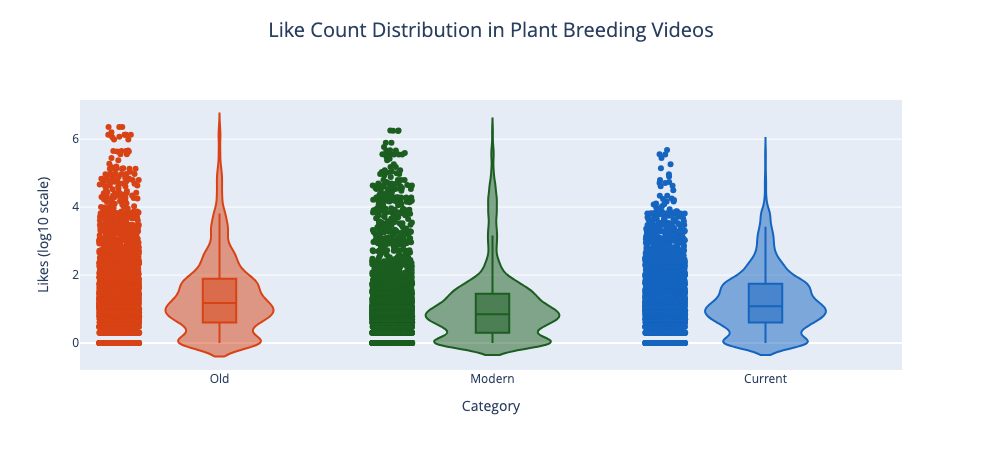 Like Count Distribution in Plant Breeding Videos
Likes (log10 scale)
6
4
2
0
Old
Modern
Current
Category